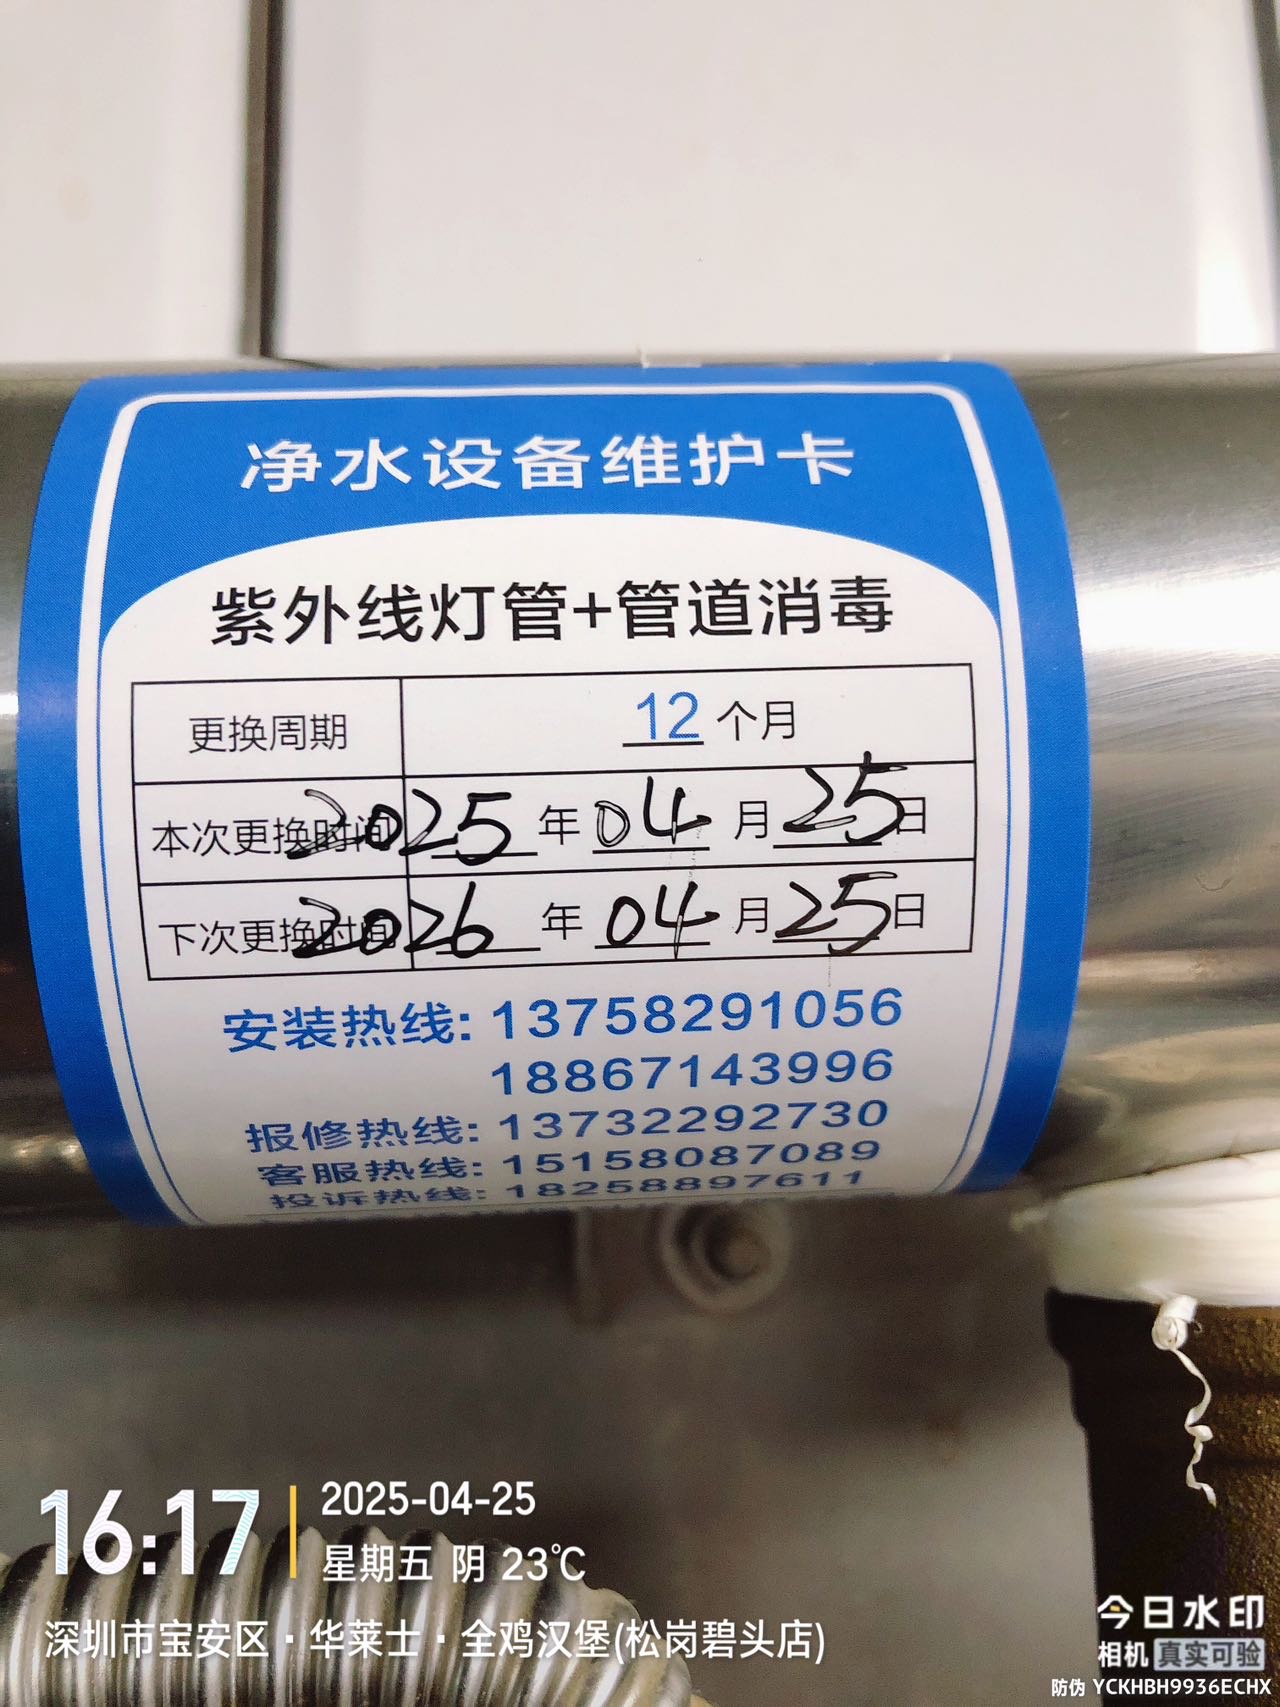 净水设备维护卡
紫外线灯管+管道消毒
更换周期 12 个月
本次更换时间 2025 年 04 月 25 日
下次更换时间 2026 年 04 月 25 日
安装热线: 13758291056
18867143996
报修热线: 13732292730
客服热线: 15158087089
投诉热线: 18258897611
16:17
2025-04-25
星期五 阴 23℃
深圳市宝安区·华莱士·全鸡汉堡(松岗碧头店)
今日水印
相机 真实可验
防伪 YCKHBH9936ECHX